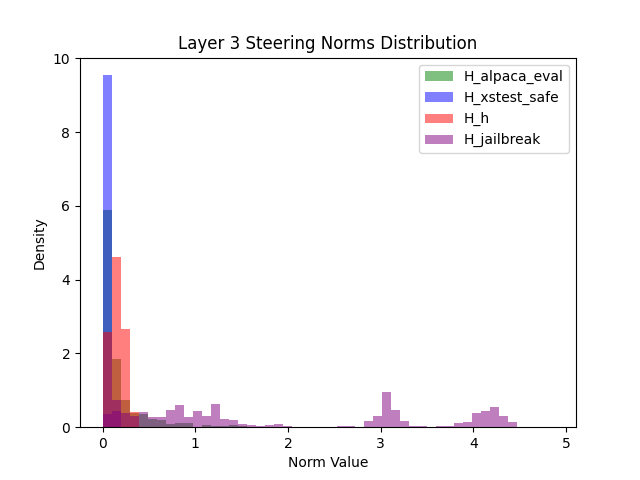 Layer 3 Steering Norms Distribution
10
8
6
4
2
0
Density
H_alpaca_eval
H_xstest_safe
H_h
H_jailbreak
0 1 2 3 4 5
Norm Value